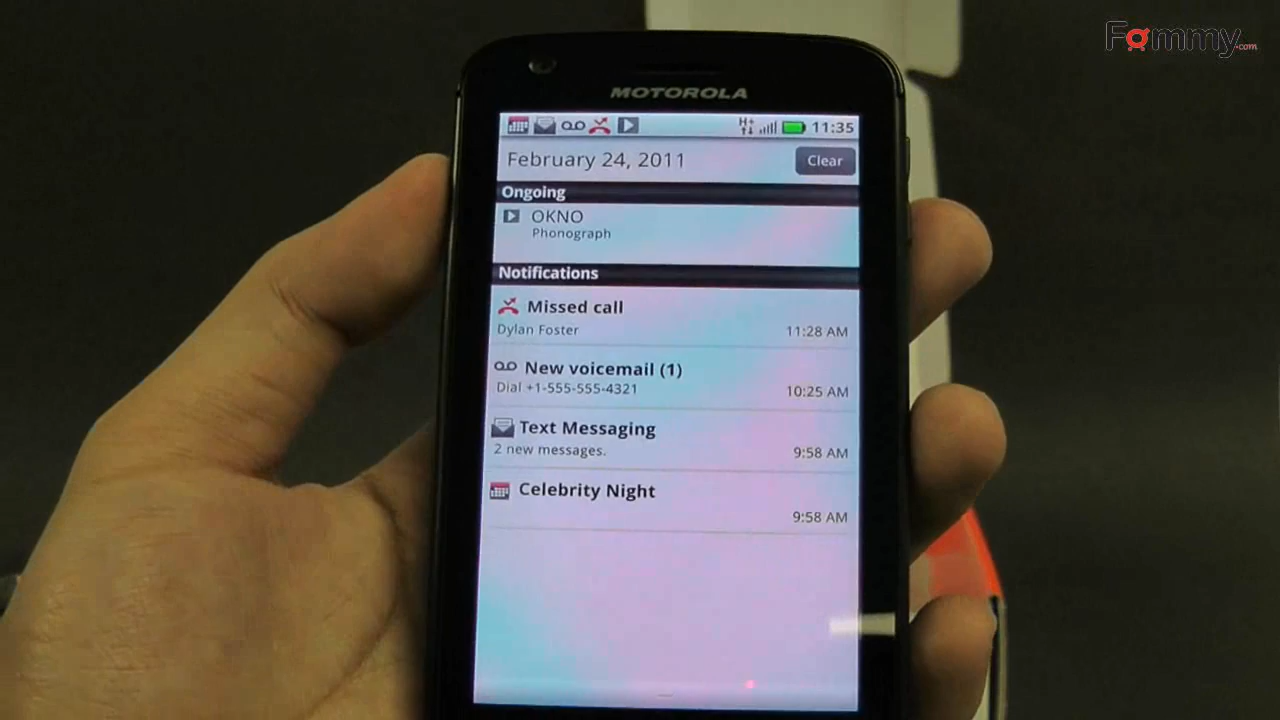 Fommy.com
MOTOROLA
H+ 11:35
February 24, 2011 Clear
Ongoing
OKNO
Phonograph
Notifications
Missed call
Dylan Foster 11:28 AM
New voicemail (1)
Dial +1-555-555-4321 10:25 AM
Text Messaging
2 new messages. 9:58 AM
Celebrity Night
9:58 AM